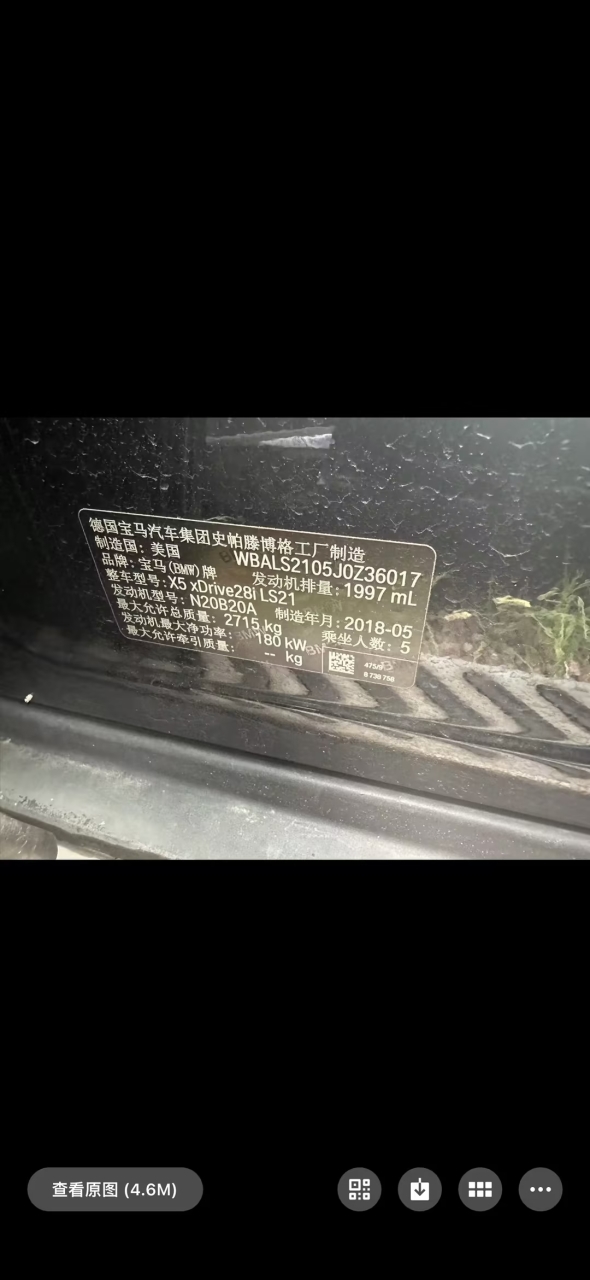 德国宝马汽车集团史帕滕博格工厂制造
制造国：美国 WBALS2105J0Z36017
品牌：宝马(BMW)牌 发动机排量：1997 mL
整车型号：X5 xDrive28i LS21
发动机型号：N20B20A 制造年月：2018-05
最大允许总质量：2715 kg 乘坐人数：5
发动机最大净功率：180 kW
最大允许牵引质量：-- kg
查看原图 (4.6M)